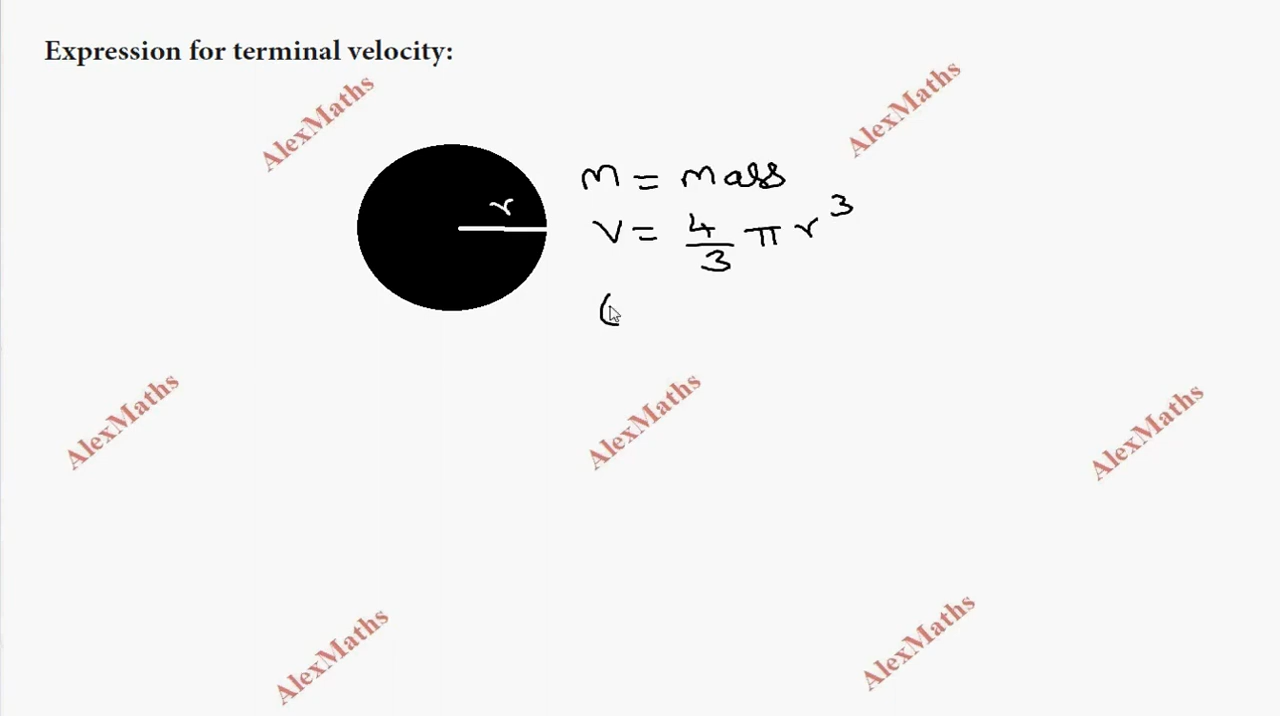 Expression for terminal velocity:
AlexMaths
AlexMaths
r
m = mass
V = 4/3 π r³
(
AlexMaths
AlexMaths
AlexMaths
AlexMaths
AlexMaths